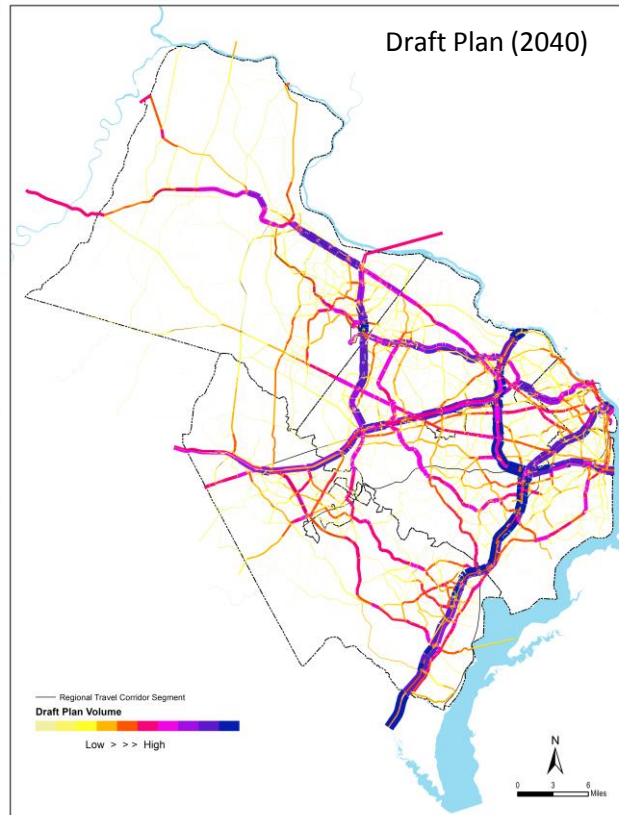 Draft Plan (2040)
Regional Travel Corridor Segment
Draft Plan Volume
Low > > > High
N
0 3 6
Miles